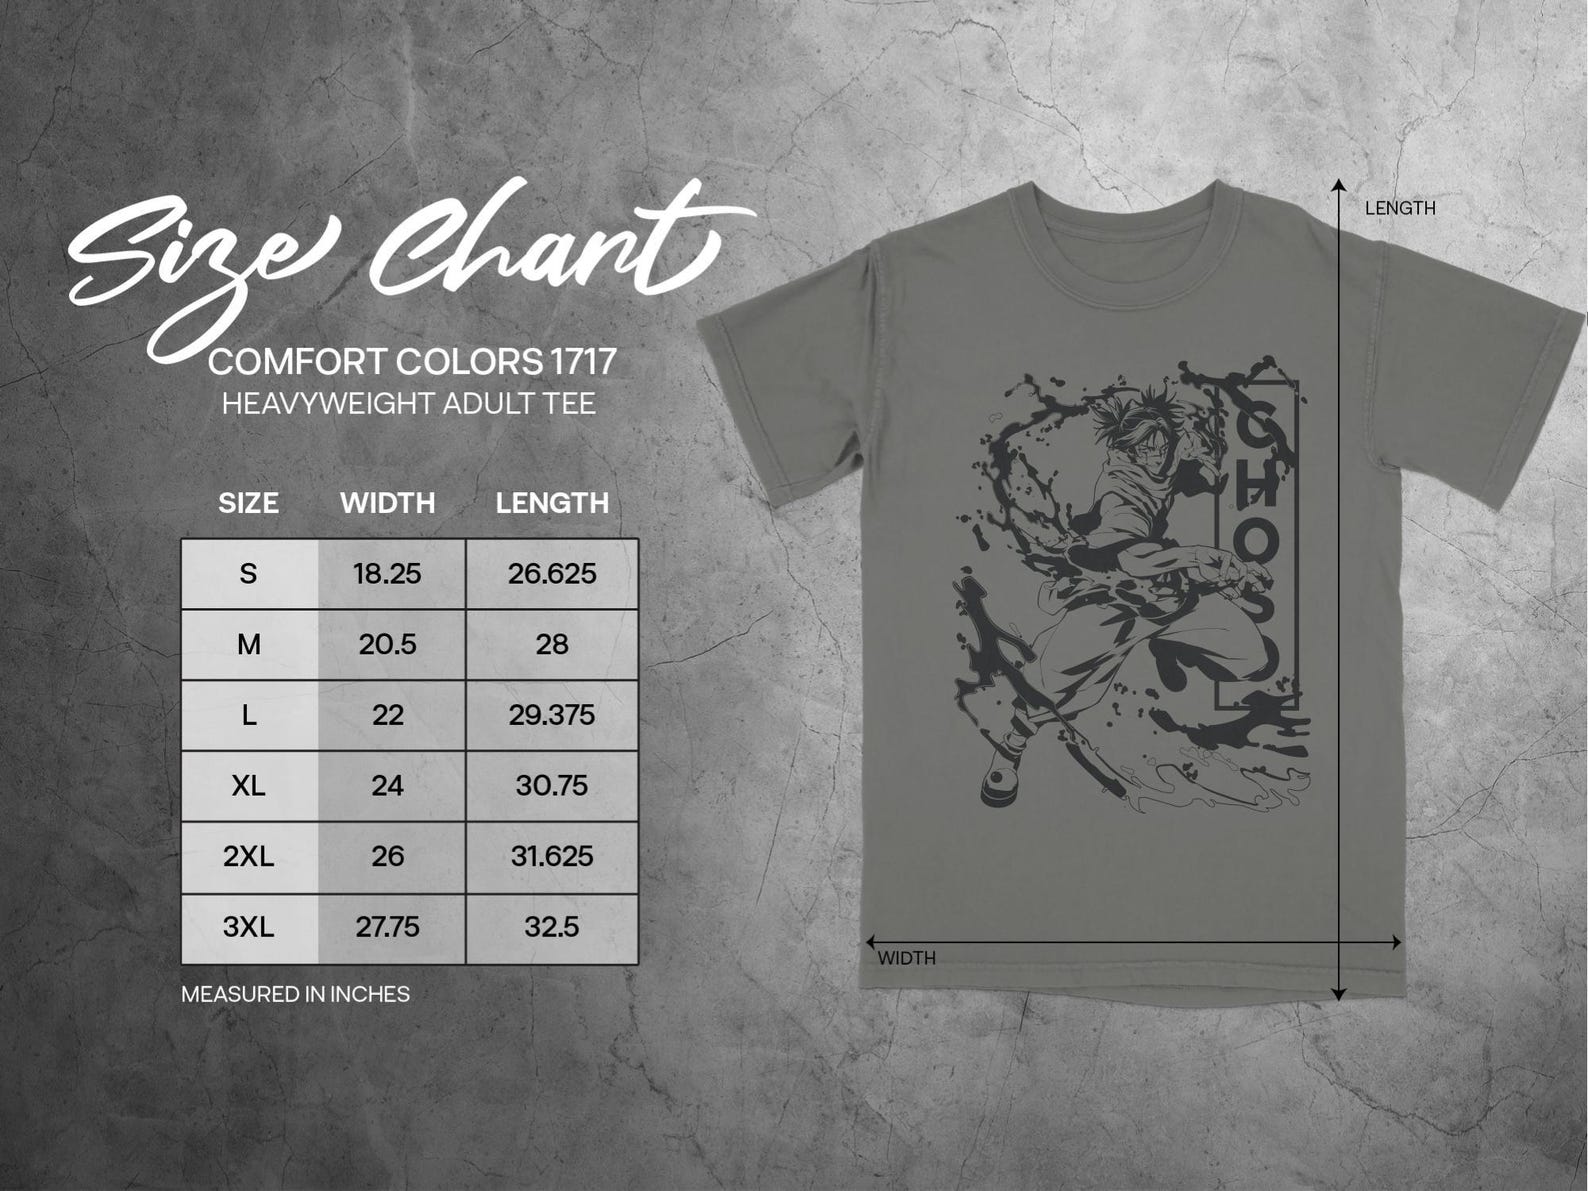 Size Chart
COMFORT COLORS 1717
HEAVYWEIGHT ADULT TEE
SIZE WIDTH LENGTH
S 18.25 26.625
M 20.5 28
L 22 29.375
XL 24 30.75
2XL 26 31.625
3XL 27.75 32.5
MEASURED IN INCHES
LENGTH
CHOSO
WIDTH